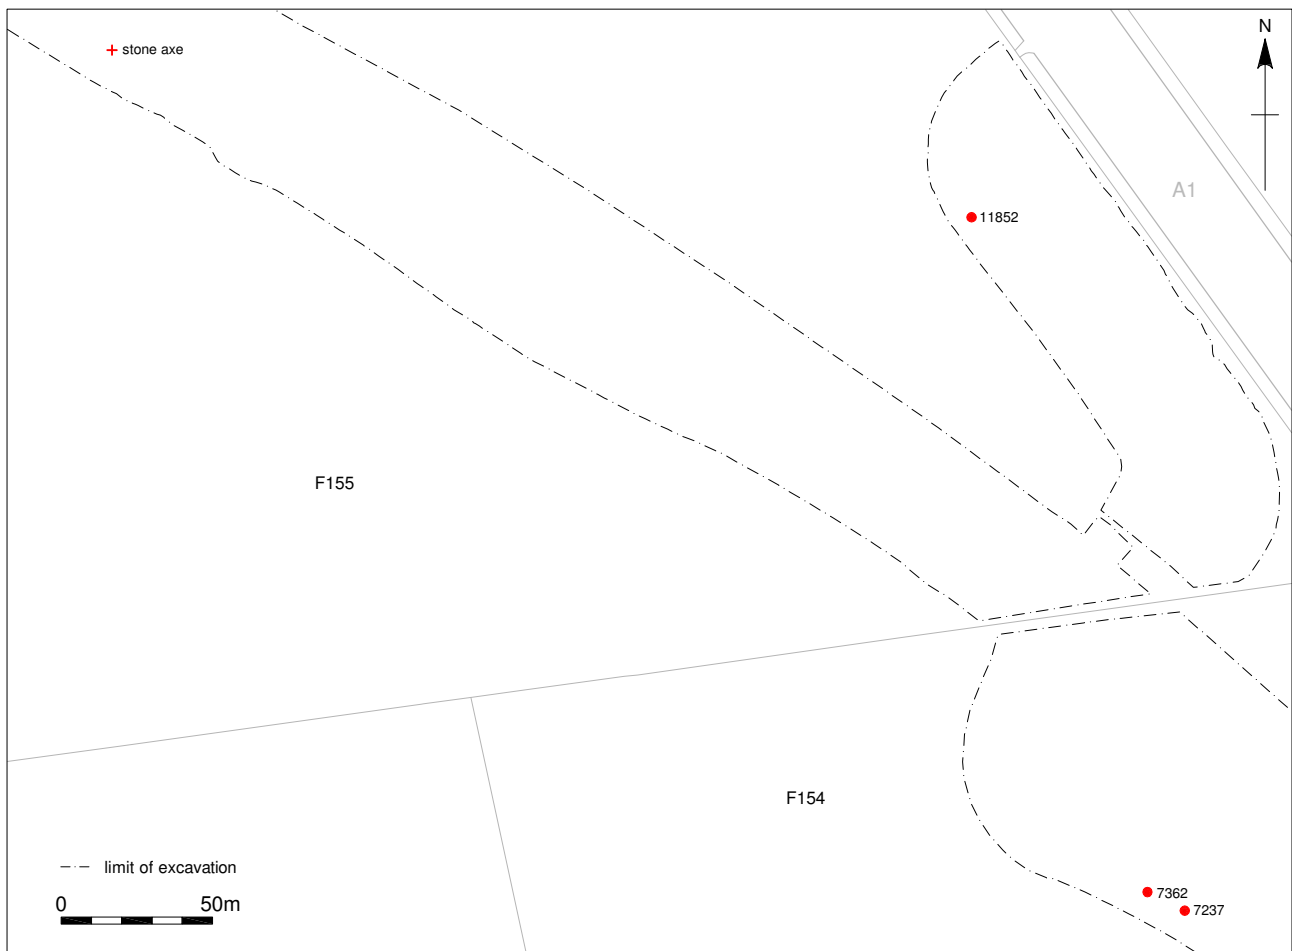 stone axe
N
A1
11852
F155
F154
limit of excavation
0 50m
7362
7237